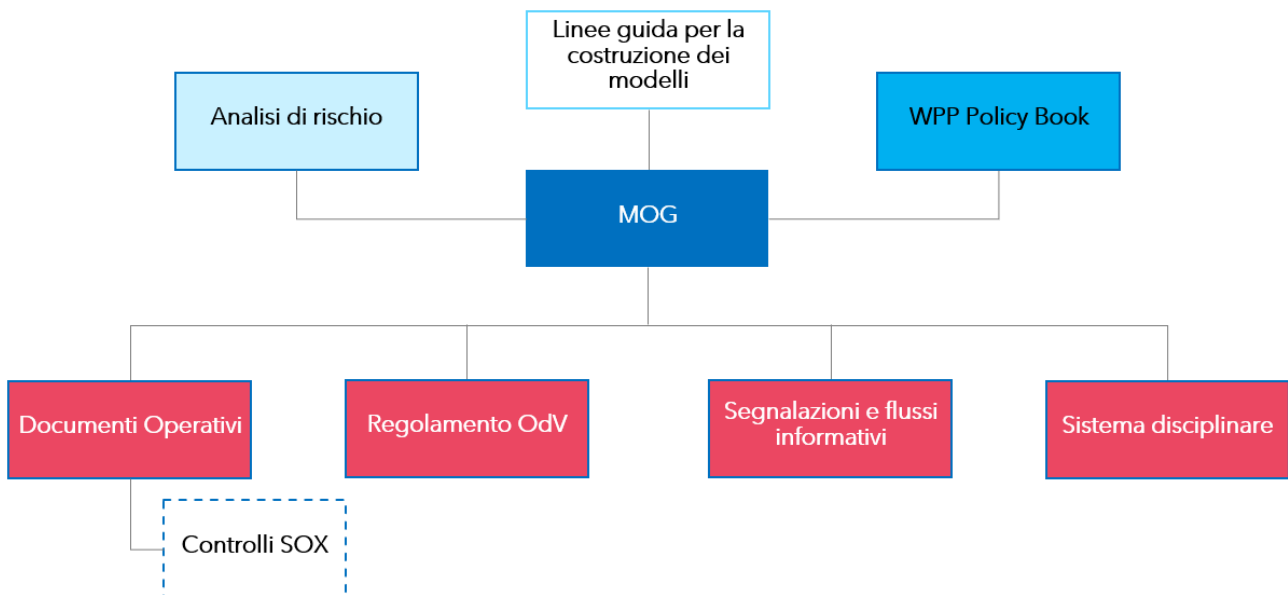 Linee guida per la
costruzione dei
modelli
Analisi di rischio
WPP Policy Book
MOG
Documenti Operativi
Regolamento OdV
Segnalazioni e flussi
informativi
Sistema disciplinare
Controlli SOX